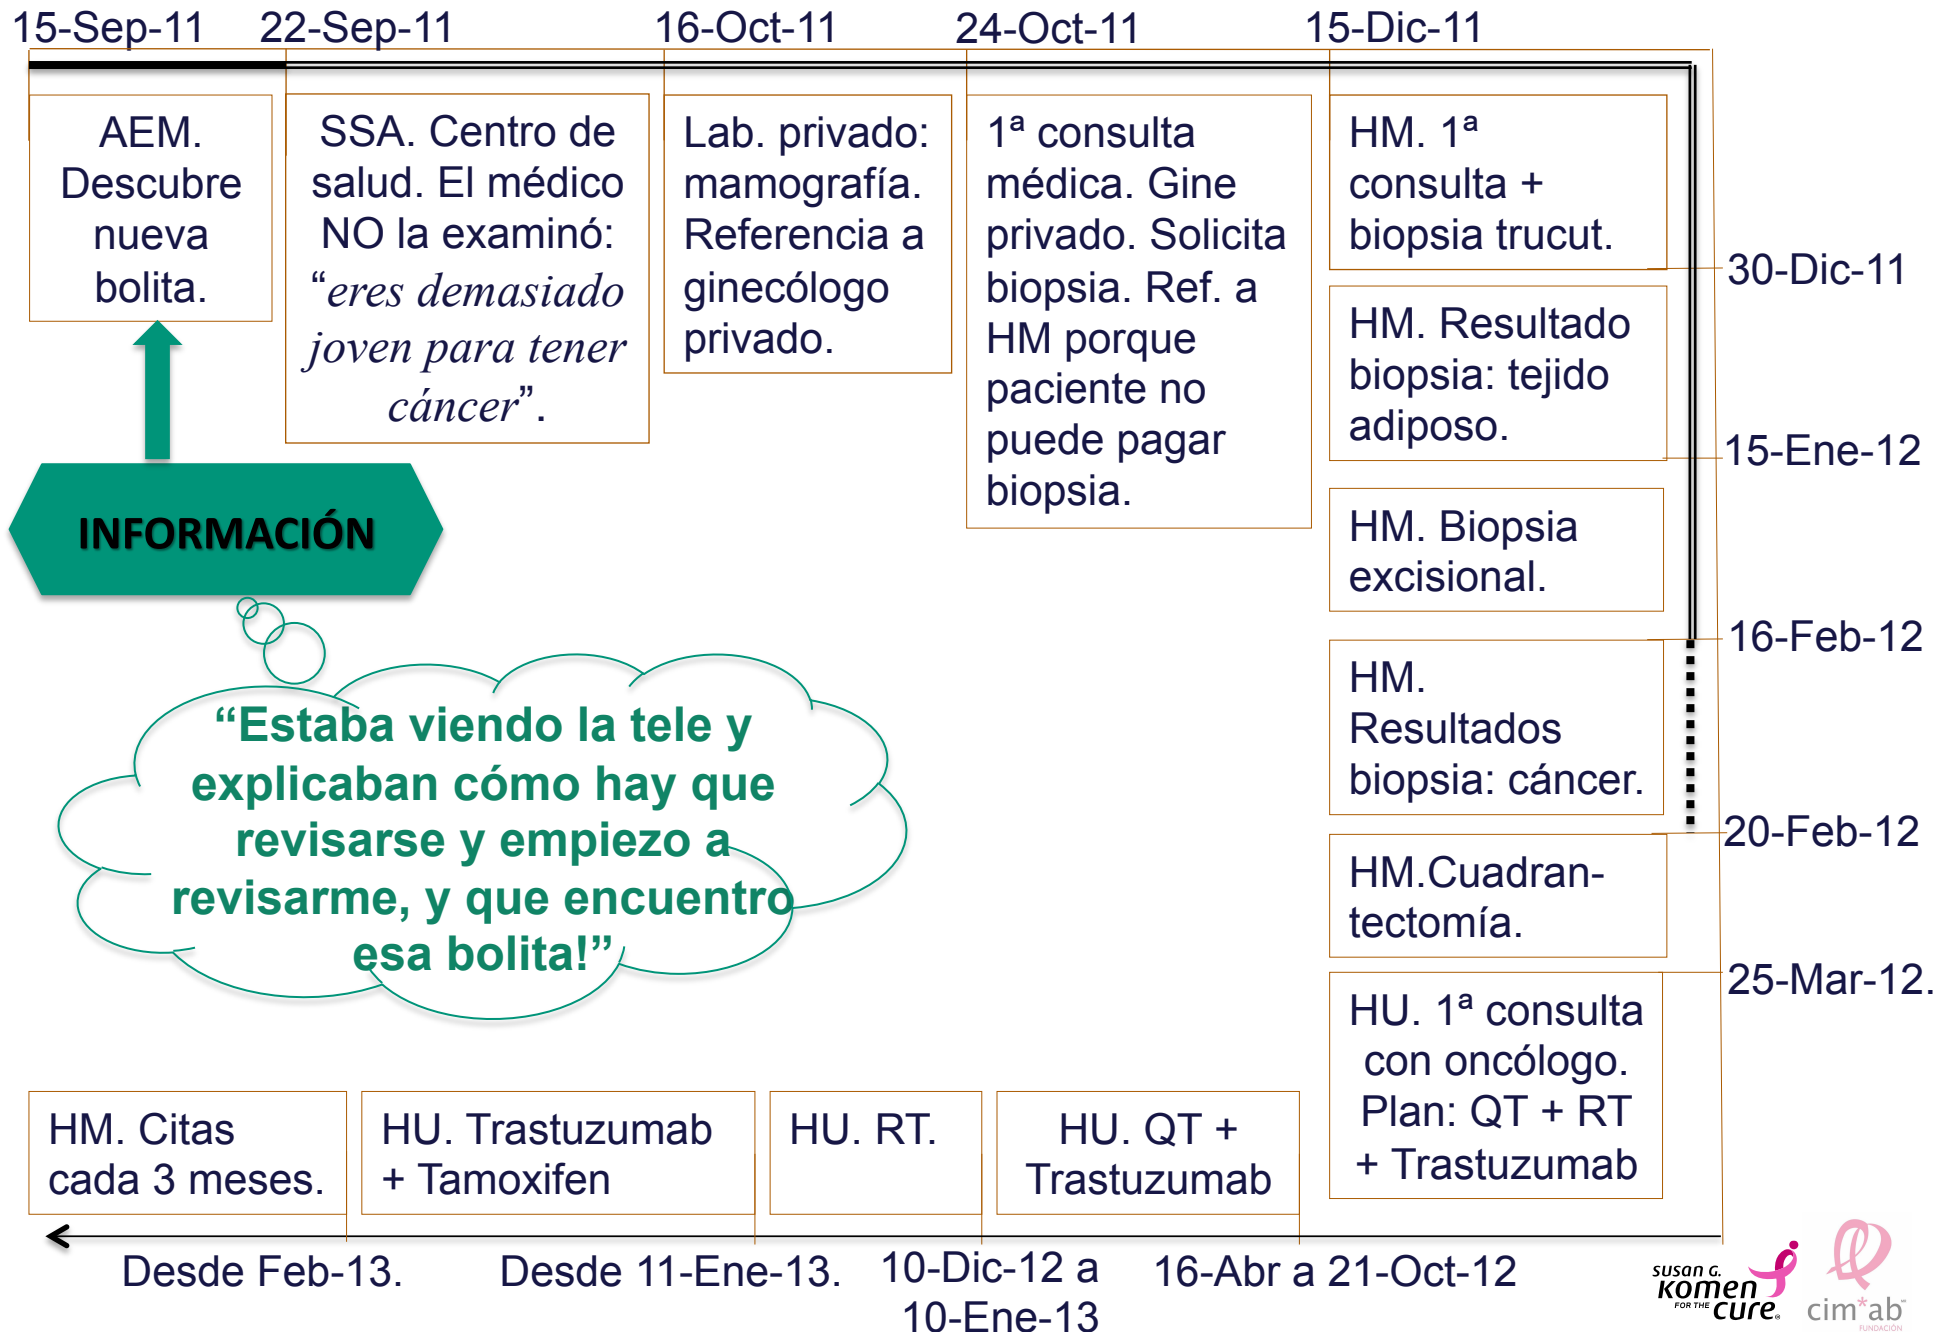 15-Sep-11
22-Sep-11
16-Oct-11
24-Oct-11
15-Dic-11
AEM.
Descubre
nueva
bolita.
SSA. Centro de
salud. El médico
NO la examinó:
“eres demasiado
joven para tener
cáncer”.
Lab. privado:
mamografía.
Referencia a
ginecólogo
privado.
1ª consulta
médica. Gine
privado. Solicita
biopsia. Ref. a
HM porque
paciente no
puede pagar
biopsia.
HM. 1ª
consulta +
biopsia trucut.
30-Dic-11
HM. Resultado
biopsia: tejido
adiposo.
15-Ene-12
HM. Biopsia
excisional.
16-Feb-12
HM.
Resultados
biopsia: cáncer.
20-Feb-12
HM.Cuadran-
tectomía.
25-Mar-12.
HU. 1ª consulta
con oncólogo.
Plan: QT + RT
+ Trastuzumab
INFORMACIÓN
“Estaba viendo la tele y
explicaban cómo hay que
revisarse y empiezo a
revisarme, y que encuentro
esa bolita!”
HM. Citas
cada 3 meses.
HU. Trastuzumab
+ Tamoxifen
HU. RT.
HU. QT +
Trastuzumab
Desde Feb-13.
Desde 11-Ene-13.
10-Dic-12 a
10-Ene-13
16-Abr a 21-Oct-12
susan G.
Komen
FOR THE cure®
cim*ab
FUNDACIÓN